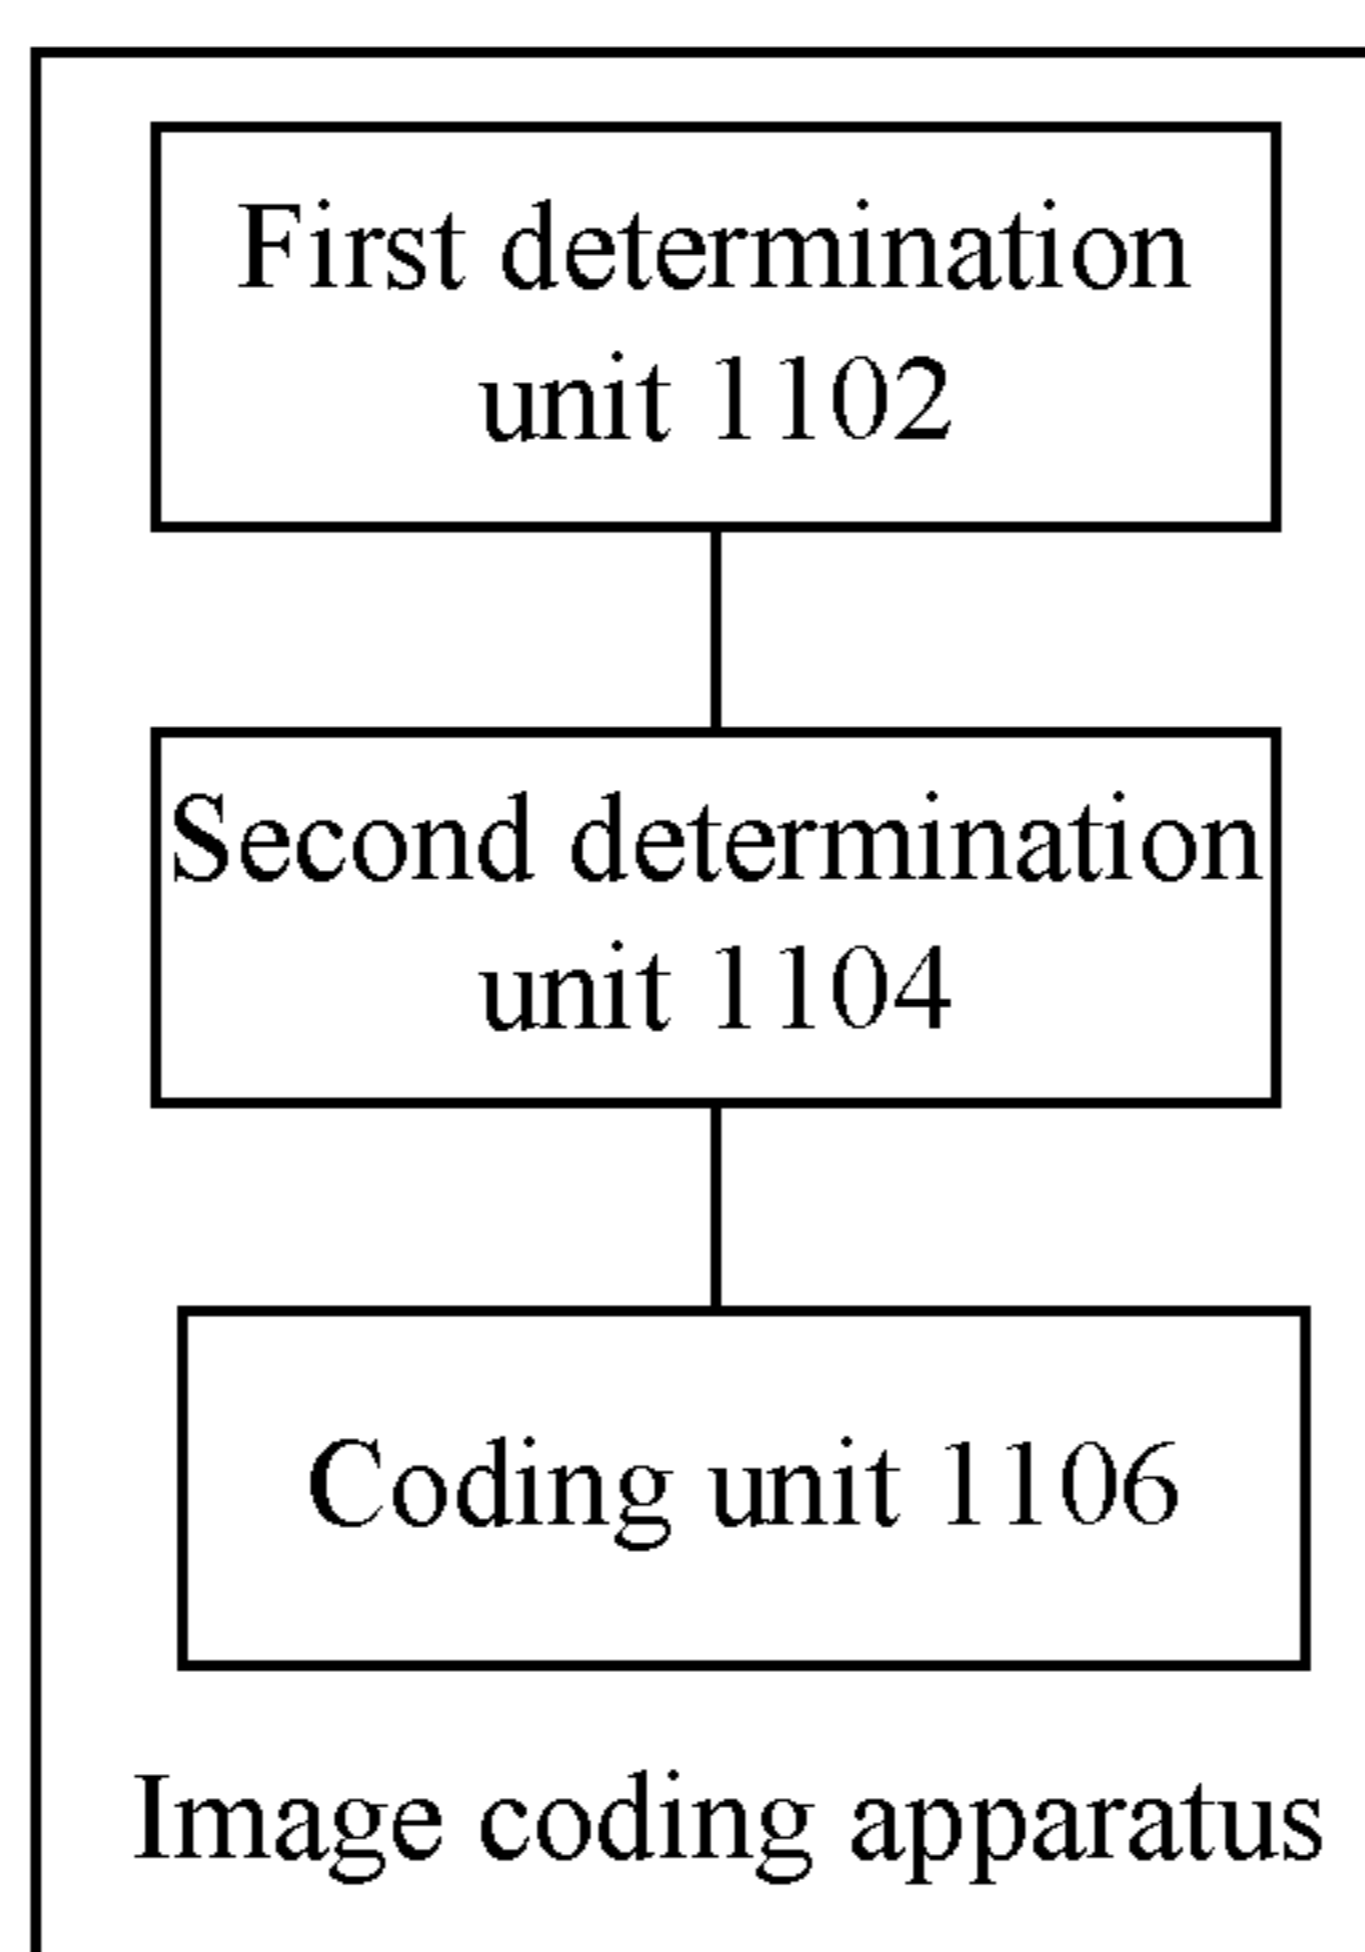 First determination
unit 1102
Second determination
unit 1104
Coding unit 1106
Image coding apparatus